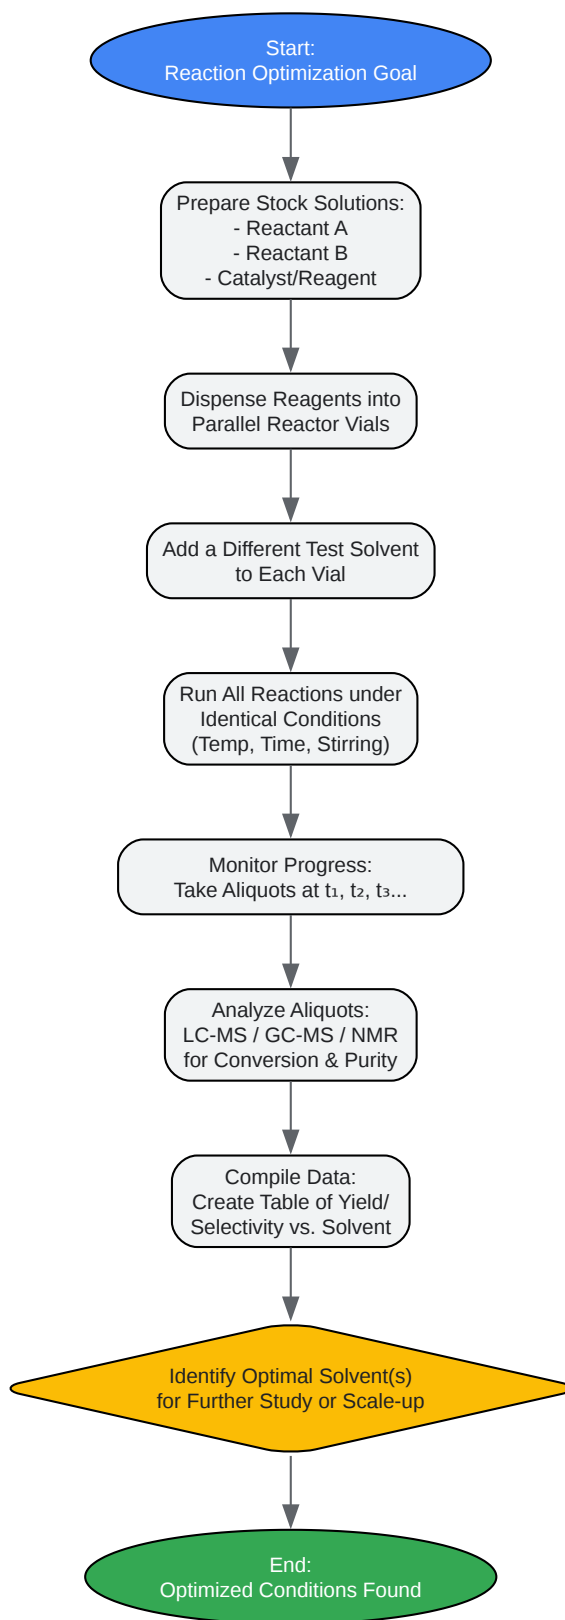 Start:
Reaction Optimization Goal
Prepare Stock Solutions:
- Reactant A
- Reactant B
- Catalyst/Reagent
Dispense Reagents into
Parallel Reactor Vials
Add a Different Test Solvent
to Each Vial
Run All Reactions under
Identical Conditions
(Temp, Time, Stirring)
Monitor Progress:
Take Aliquots at t₁, t₂, t₃...
Analyze Aliquots:
LC-MS / GC-MS / NMR
for Conversion & Purity
Compile Data:
Create Table of Yield/
Selectivity vs. Solvent
Identify Optimal Solvent(s)
for Further Study or Scale-up
End:
Optimized Conditions Found